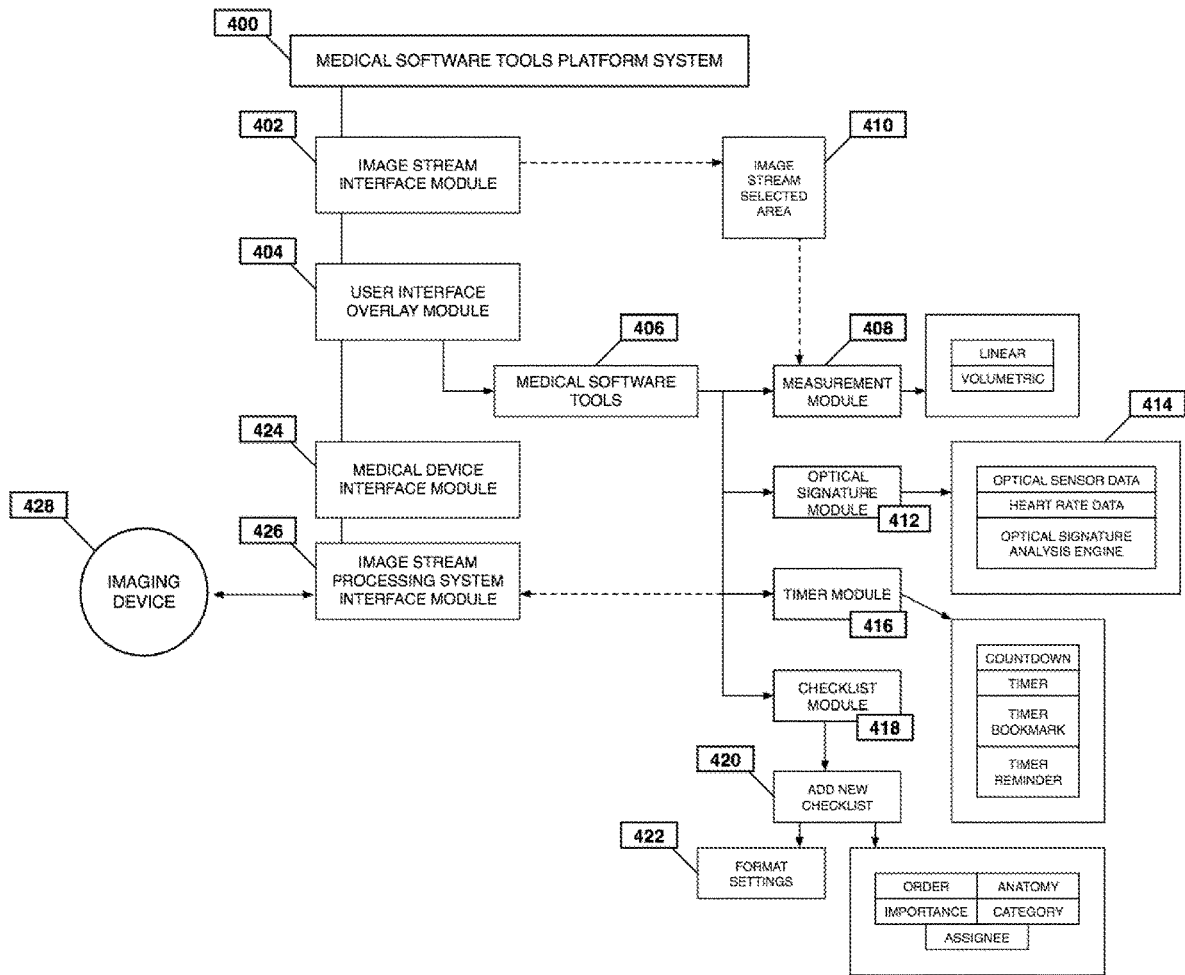 400
MEDICAL SOFTWARE TOOLS PLATFORM SYSTEM
402
IMAGE STREAM
INTERFACE MODULE
410
IMAGE
STREAM
SELECTED
AREA
404
USER INTERFACE
OVERLAY MODULE
406
MEDICAL SOFTWARE
TOOLS
408
MEASUREMENT
MODULE
LINEAR
VOLUMETRIC
424
MEDICAL DEVICE
INTERFACE MODULE
OPTICAL
SIGNATURE
MODULE
412
414
OPTICAL SENSOR DATA
HEART RATE DATA
OPTICAL SIGNATURE
ANALYSIS ENGINE
428
IMAGING
DEVICE
426
IMAGE STREAM
PROCESSING SYSTEM
INTERFACE MODULE
TIMER MODULE
416
COUNTDOWN
TIMER
TIMER
BOOKMARK
TIMER
REMINDER
CHECKLIST
MODULE
418
420
ADD NEW
CHECKLIST
422
FORMAT
SETTINGS
ORDER
ANATOMY
IMPORTANCE
CATEGORY
ASSIGNEE